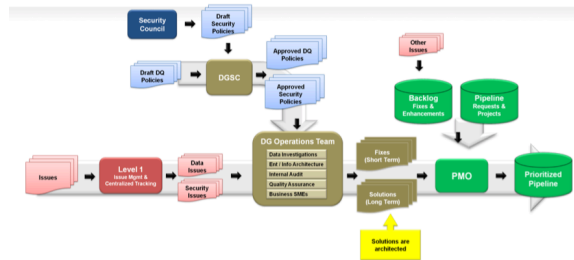 Security
Council
Draft
Security
Policies
Draft DQ
Policies
DGSC
Approved DQ
Policies
Approved
Security
Policies
Other
Issues
Backlog
Fixes &
Enhancements
Pipeline
Requests &
Projects
Issues
Level 1
Issue Mgmt &
Centralized Tracking
Data
Issues
Security
Issues
DG Operations Team
Data Investigations
Ent / Info Architecture
Internal Audit
Quality Assurance
Business SMEs
Fixes
(Short Term)
Solutions
(Long Term)
Solutions are
architected
PMO
Prioritized
Pipeline